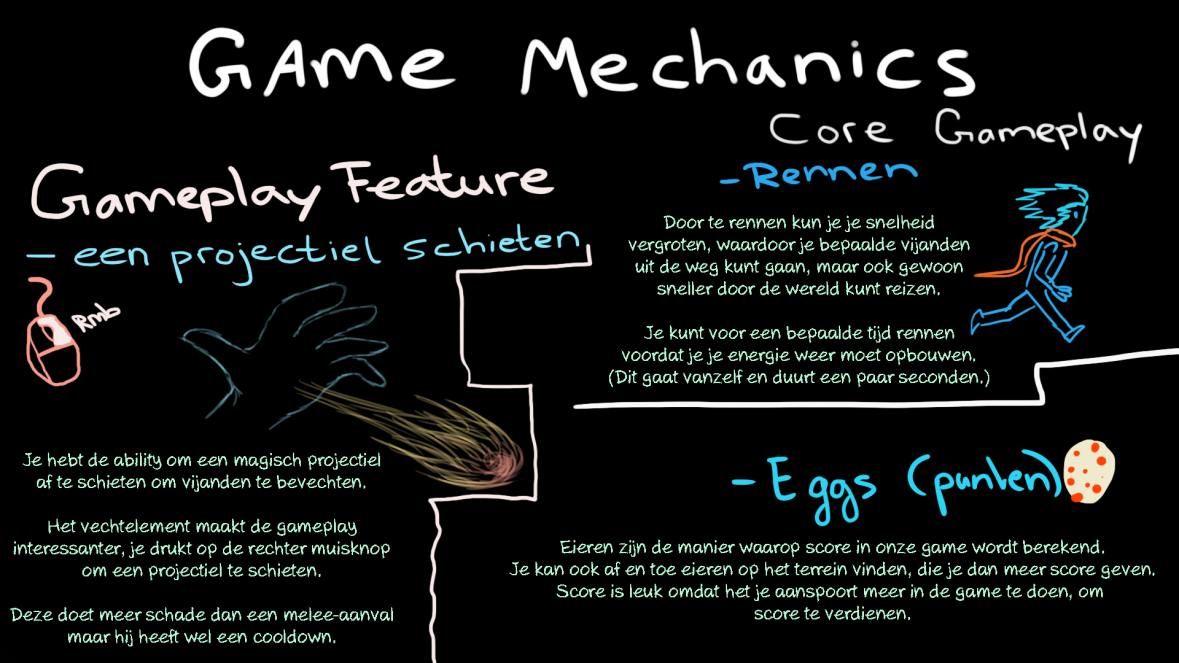 GAME MECHANICS
Core Gameplay
Gameplay Feature
- een projectiel schieten
Rmb
Je hebt de ability om een magisch projectiel
af te schieten om vijanden te bevechten.
Het vechtelement maakt de gameplay
interessanter, je drukt op de rechter muisknop
om een projectiel te schieten.
Deze doet meer schade dan een melee-aanval
maar hij heeft wel een cooldown.
- Rennen
Door te rennen kun je je snelheid
vergroten, waardoor je bepaalde vijanden
uit de weg kunt gaan, maar ook gewoon
sneller door de wereld kunt reizen.
Je kunt voor een bepaalde tijd rennen
voordat je je energie weer moet opbouwen.
(Dit gaat vanzelf en duurt een paar seconden.)
- Eggs (punten)
Eieren zijn de manier waarop score in onze game wordt berekend.
Je kan ook af en toe eieren op het terrein vinden, die je dan meer score geven.
Score is leuk omdat het je aanspoort meer in de game te doen, om
score te verdienen.